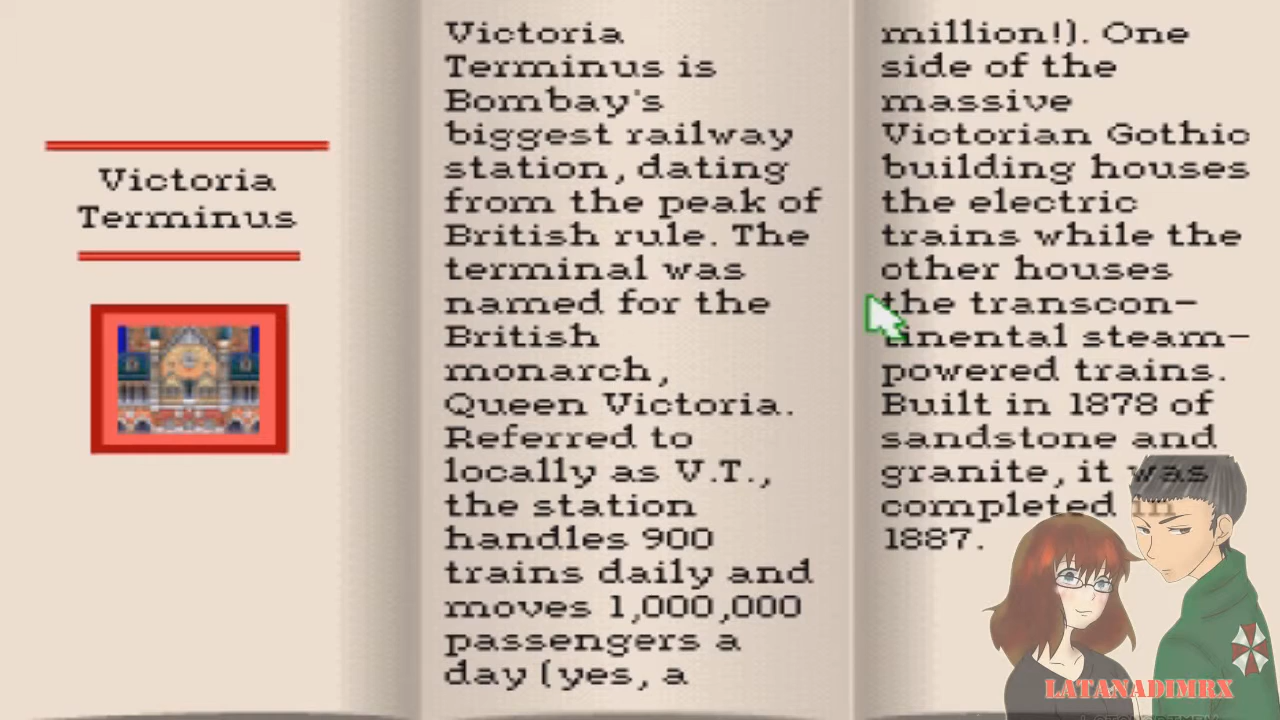 Victoria
Terminus
Victoria
Terminus is
Bombay's
biggest railway
station, dating
from the peak of
British rule. The
terminal was
named for the
British
monarch,
Queen Victoria.
Referred to
locally as V.T.,
the station
handles 900
trains daily and
moves 1,000,000
passengers a
day (yes, a
million!). One
side of the
massive
Victorian Gothic
building houses
the electric
trains while the
other houses
the transcon-
tinental steam-
powered trains.
Built in 1878 of
sandstone and
granite, it was
completed in
1887.
LATANADIMRX